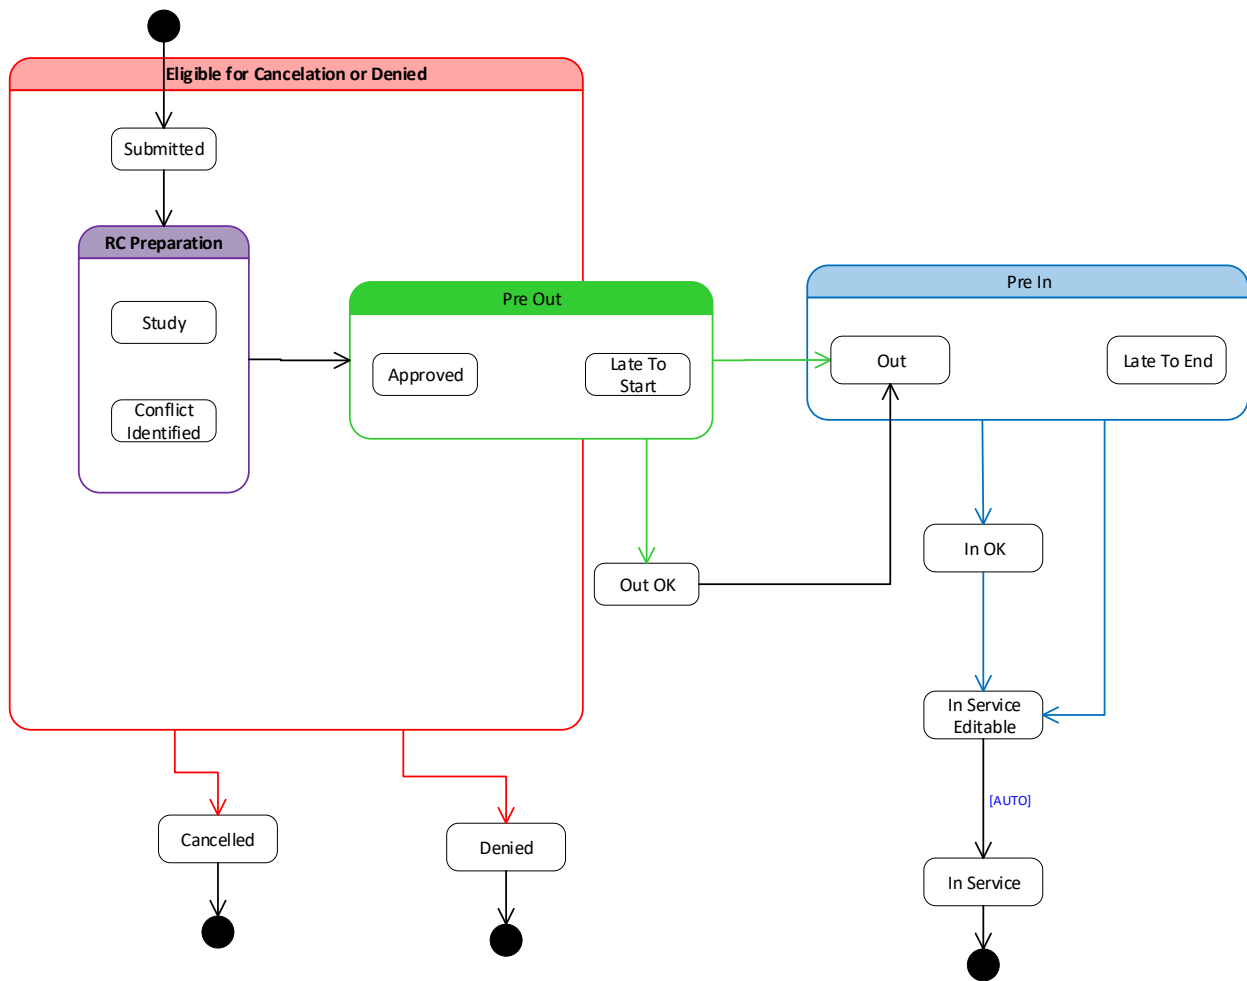 Eligible for Cancelation or Denied
Submitted
RC Preparation
Study
Conflict
Identified
Pre Out
Approved
Late To
Start
Out OK
Pre In
Out
Late To End
In OK
In Service
Editable
[AUTO]
In Service
Cancelled
Denied